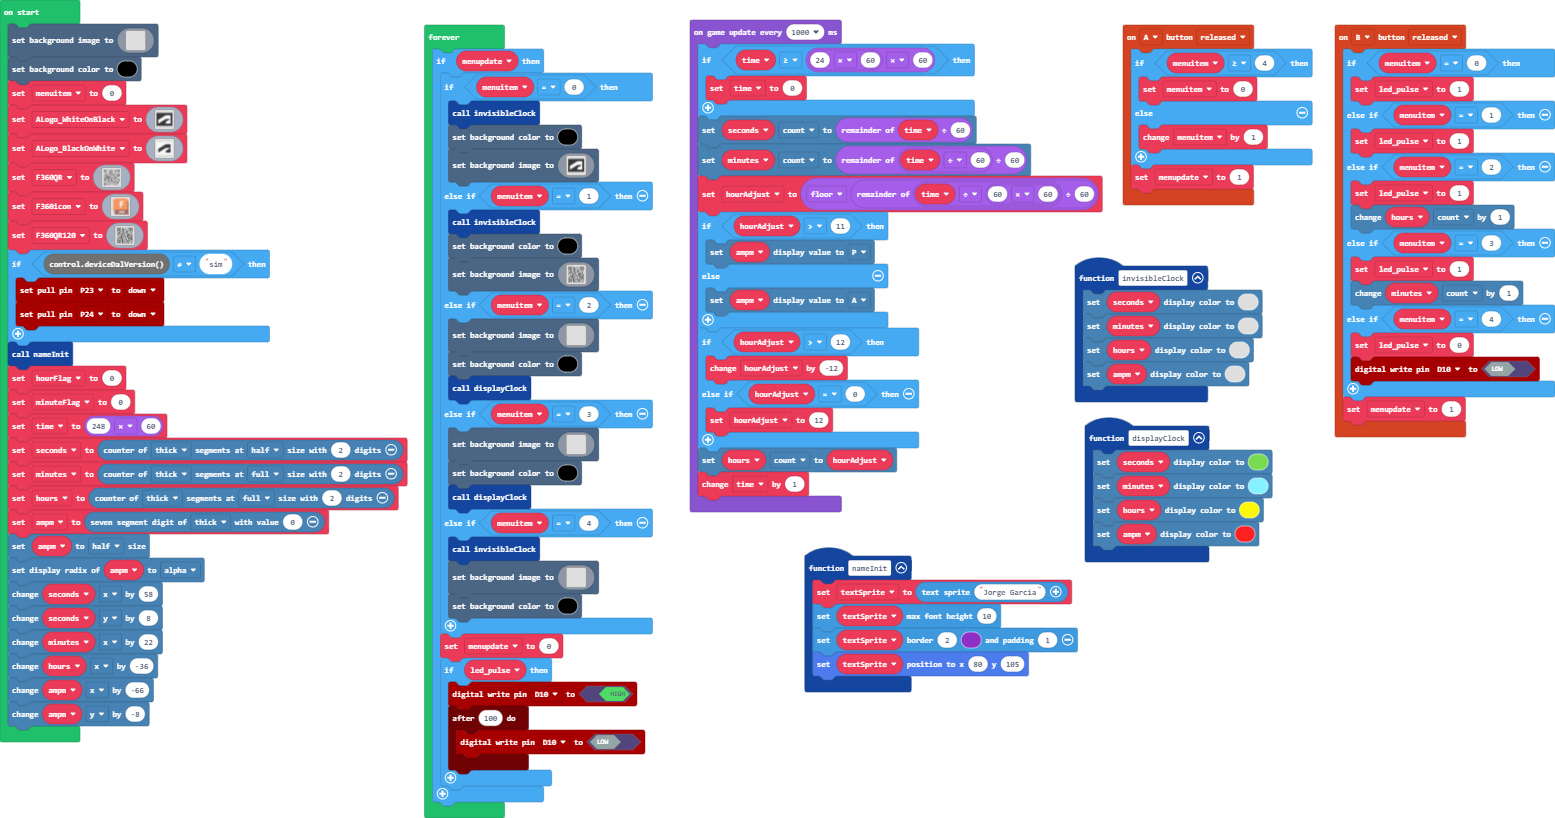 on start
set background image to
set background color to
set menuitem to 0
set ALogo_WhiteOnBlack to
set ALogo_BlackOnWhite to
set F360QR to
set F360icon to
set F360QR120 to
if control.deviceDalVersion() ≠ "sim" then
set pull pin P23 to down
set pull pin P24 to down
call nameInit
set hourFlag to 0
set minuteFlag to 0
set time to 248 × 60
set seconds to counter of thick segments at half size with 2 digits
set minutes to counter of thick segments at full size with 2 digits
set hours to counter of thick segments at full size with 2 digits
set ampm to seven segment digit of thick with value 0
set ampm to half size
set display radix of ampm to alpha
change seconds x by 58
change seconds y by 8
change minutes x by 22
change hours x by -36
change ampm x by -66
change ampm y by -8
forever
if menupdate then
if menuitem = 0 then
call invisibleClock
set background color to
set background image to
else if menuitem = 1 then
call invisibleClock
set background color to
set background image to
else if menuitem = 2 then
set background image to
set background color to
call displayClock
else if menuitem = 3 then
set background image to
set background color to
call displayClock
else if menuitem = 4 then
call invisibleClock
set background image to
set background color to
set menupdate to 0
if led_pulse then
digital write pin D10 to HIGH
after 100 do
digital write pin D10 to LOW
on game update every 1000 ms
if time ≥ 24 × 60 × 60 then
set time to 0
set seconds count to remainder of time ÷ 60
set minutes count to remainder of time ÷ 60 ÷ 60
set hourAdjust to floor remainder of time ÷ 60 × 60 ÷ 60
if hourAdjust > 11 then
set ampm display value to P
else
set ampm display value to A
if hourAdjust > 12 then
change hourAdjust by -12
else if hourAdjust = 0 then
set hourAdjust to 12
set hours count to hourAdjust
change time by 1
function nameInit
set textSprite to text sprite "Jorge Garcia"
set textSprite max font height 10
set textSprite border 2 and padding 1
set textSprite position to x 80 y 105
on A button released
if menuitem ≥ 4 then
set menuitem to 0
else
change menuitem by 1
set menupdate to 1
function invisibleClock
set seconds display color to
set minutes display color to
set hours display color to
set ampm display color to
function displayClock
set seconds display color to
set minutes display color to
set hours display color to
set ampm display color to
on B button released
if menuitem = 0 then
set led_pulse to 1
else if menuitem = 1 then
set led_pulse to 1
else if menuitem = 2 then
set led_pulse to 1
change hours count by 1
else if menuitem = 3 then
set led_pulse to 1
change minutes count by 1
else if menuitem = 4 then
set led_pulse to 0
digital write pin D10 to LOW
set menupdate to 1